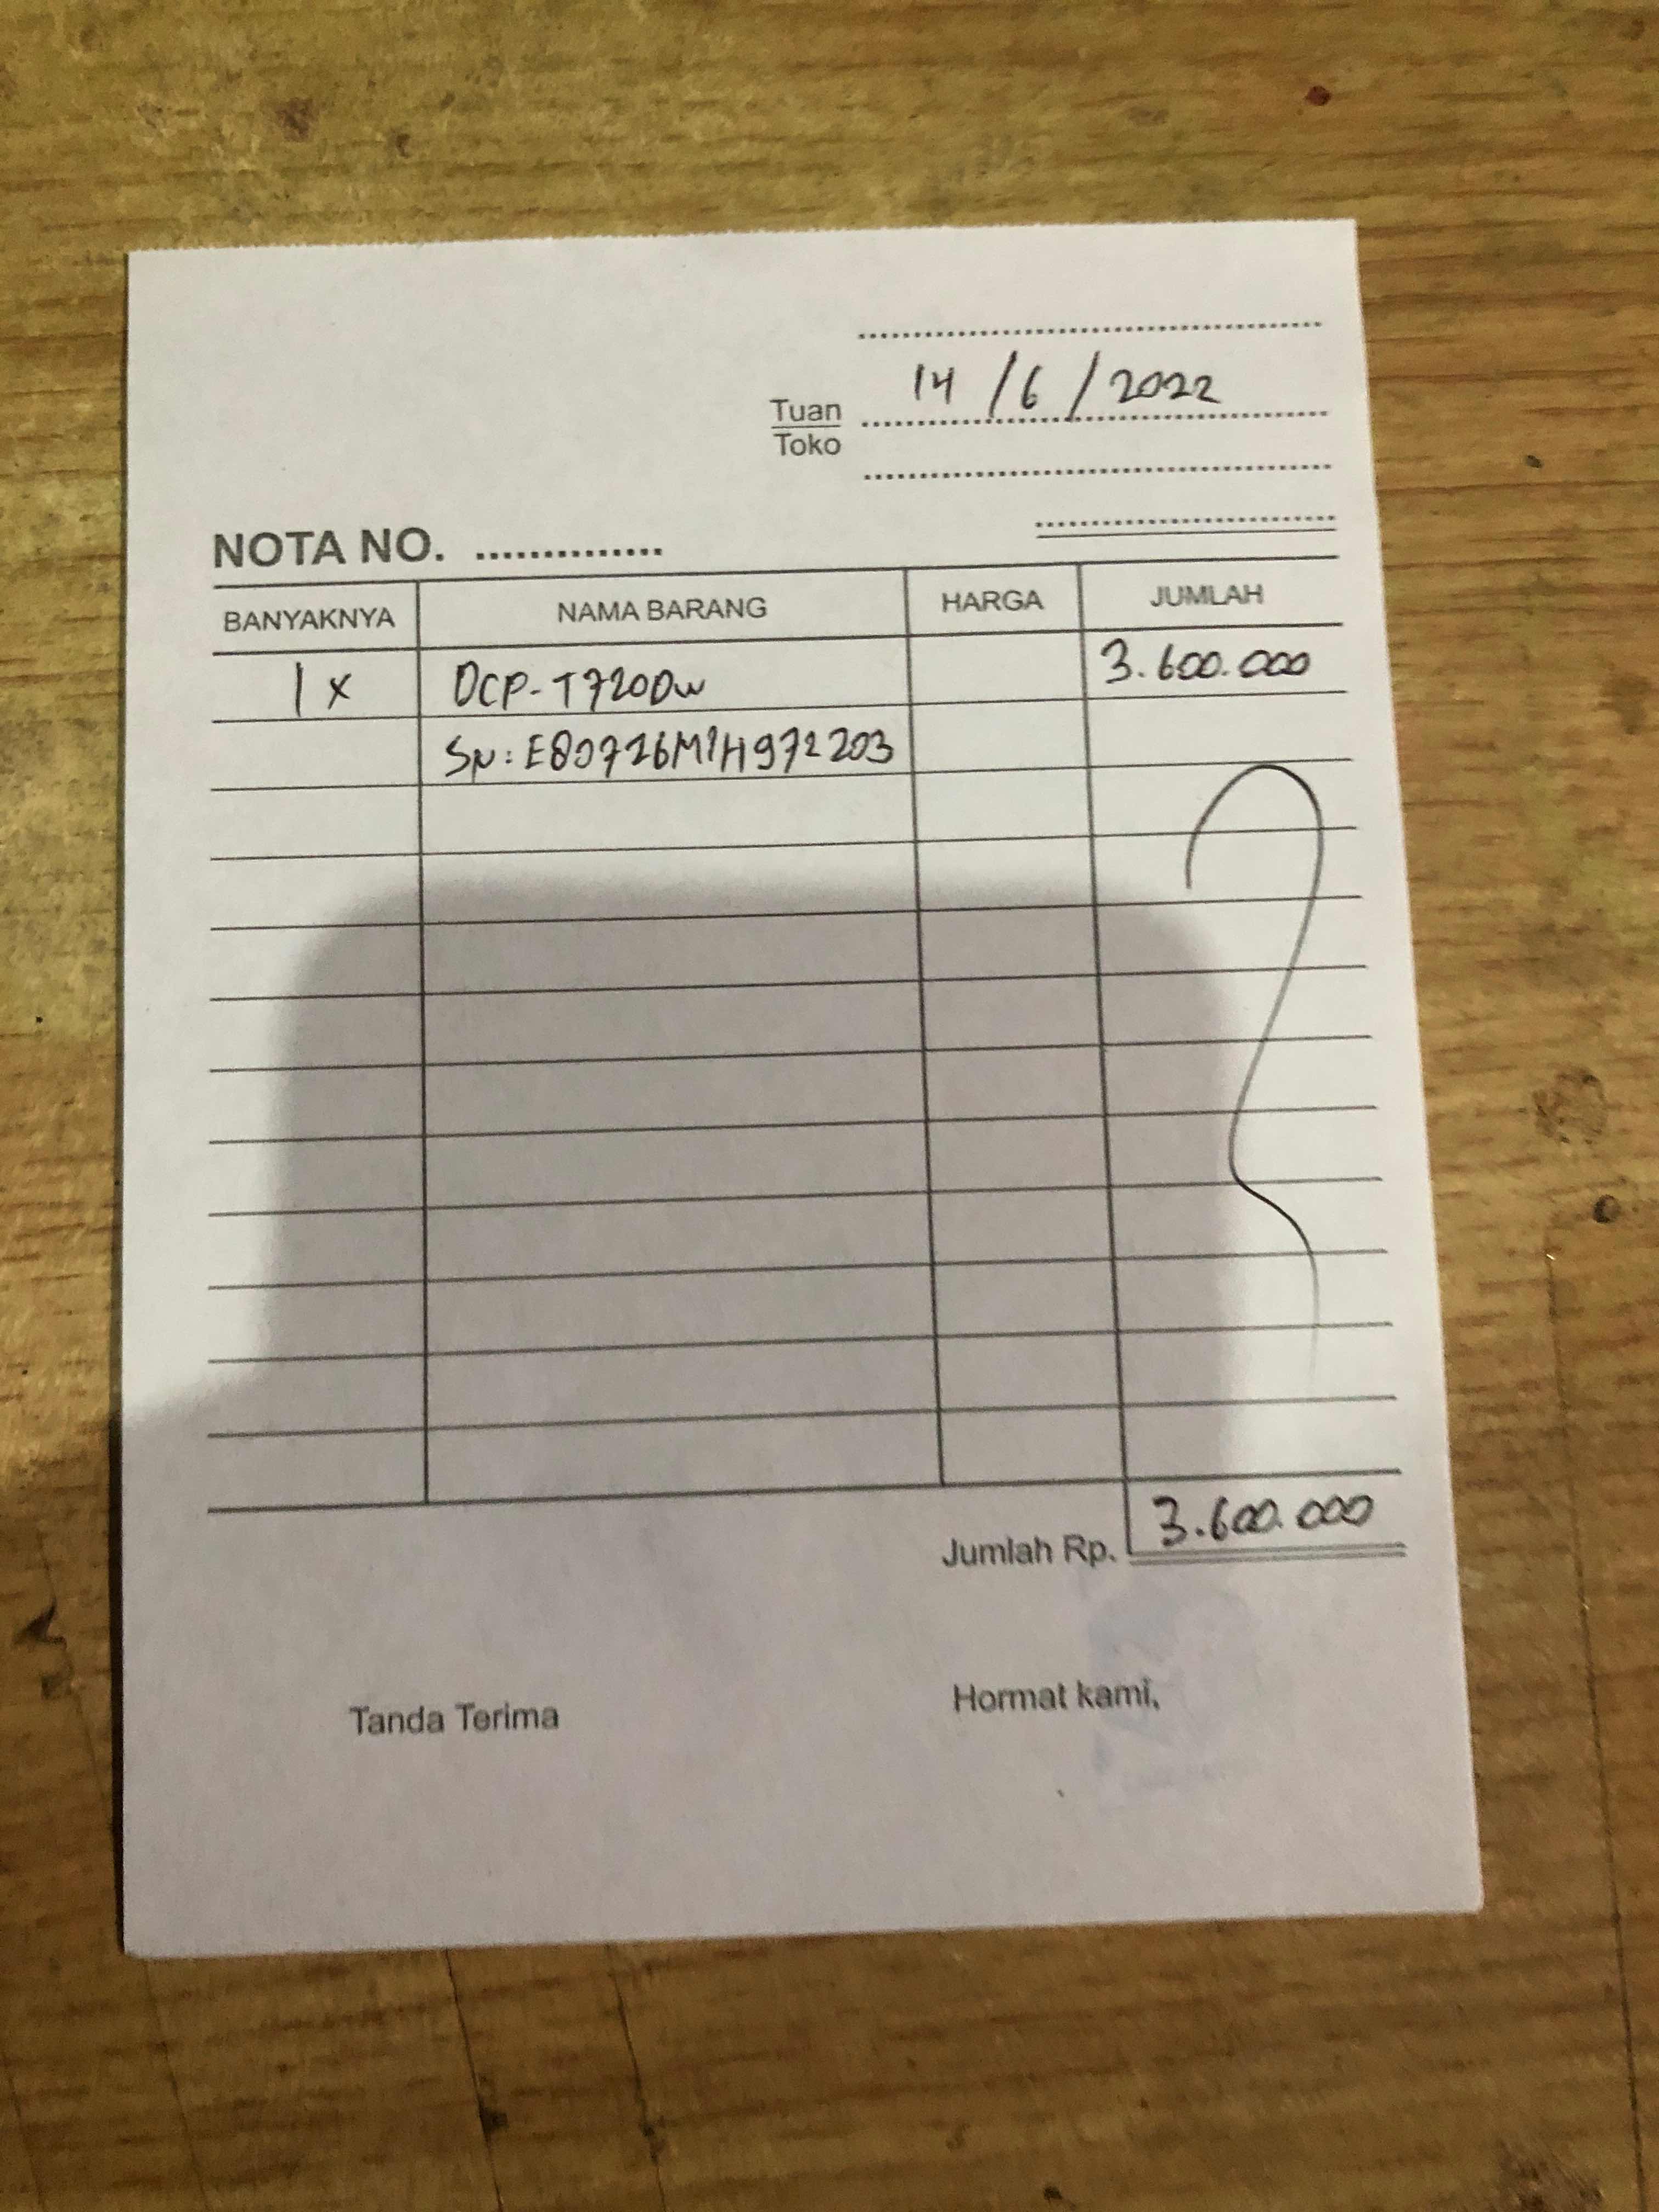 14/6/2022
Tuan
Toko
NOTA NO. ..............
BANYAKNYA NAMA BARANG HARGA JUMLAH
1 x DCP-T720DW 3.600.000
SN: E80726M1H972203
Jumlah Rp. 3.600.000
Tanda Terima Hormat kami,